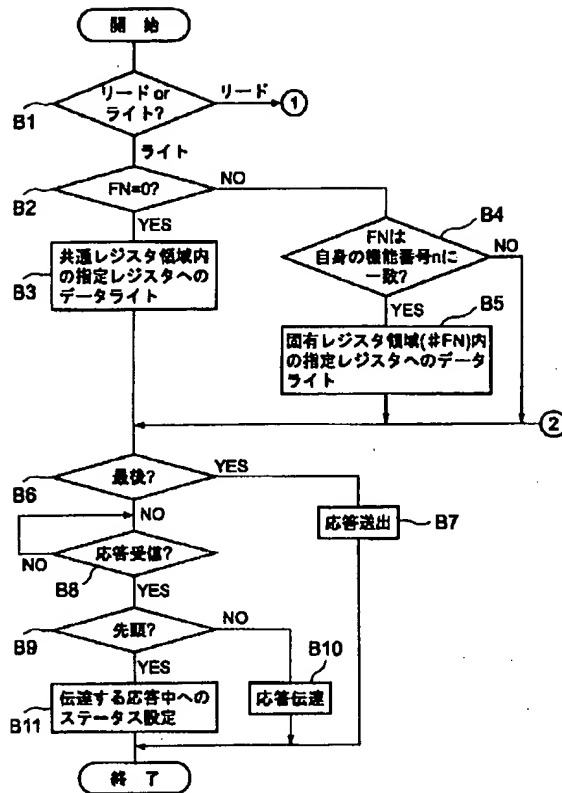 開始
リード or
ライト?
リード
1
B1
ライト
FN=0?
NO
B2
YES
B4
FNは
自身の機能番号nに
一致?
NO
共通レジスタ領域内
の指定レジスタへの
データライト
B3
YES
B5
固有レジスタ領域(#FN)内
の指定レジスタへのデータ
ライト
2
最後?
YES
B6
NO
応答送出
B7
応答受信?
NO
B8
YES
先頭?
NO
B9
YES
B10
伝達する応答中への
ステータス設定
応答伝達
B11
終了